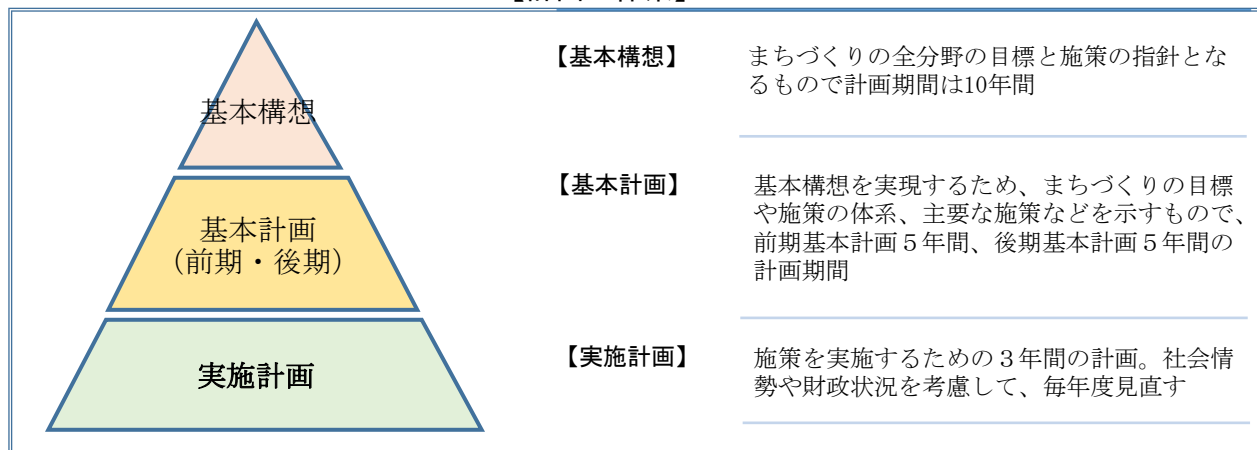 基本構想
基本計画
(前期・後期)
実施計画
【基本構想】
まちづくりの全分野の目標と施策の指針とな
るもので計画期間は10年間
【基本計画】
基本構想を実現するため、まちづくりの目標
や施策の体系、主要な施策などを示すもので、
前期基本計画５年間、後期基本計画５年間の
計画期間
【実施計画】
施策を実施するための３年間の計画。社会情
勢や財政状況を考慮して、毎年度見直す